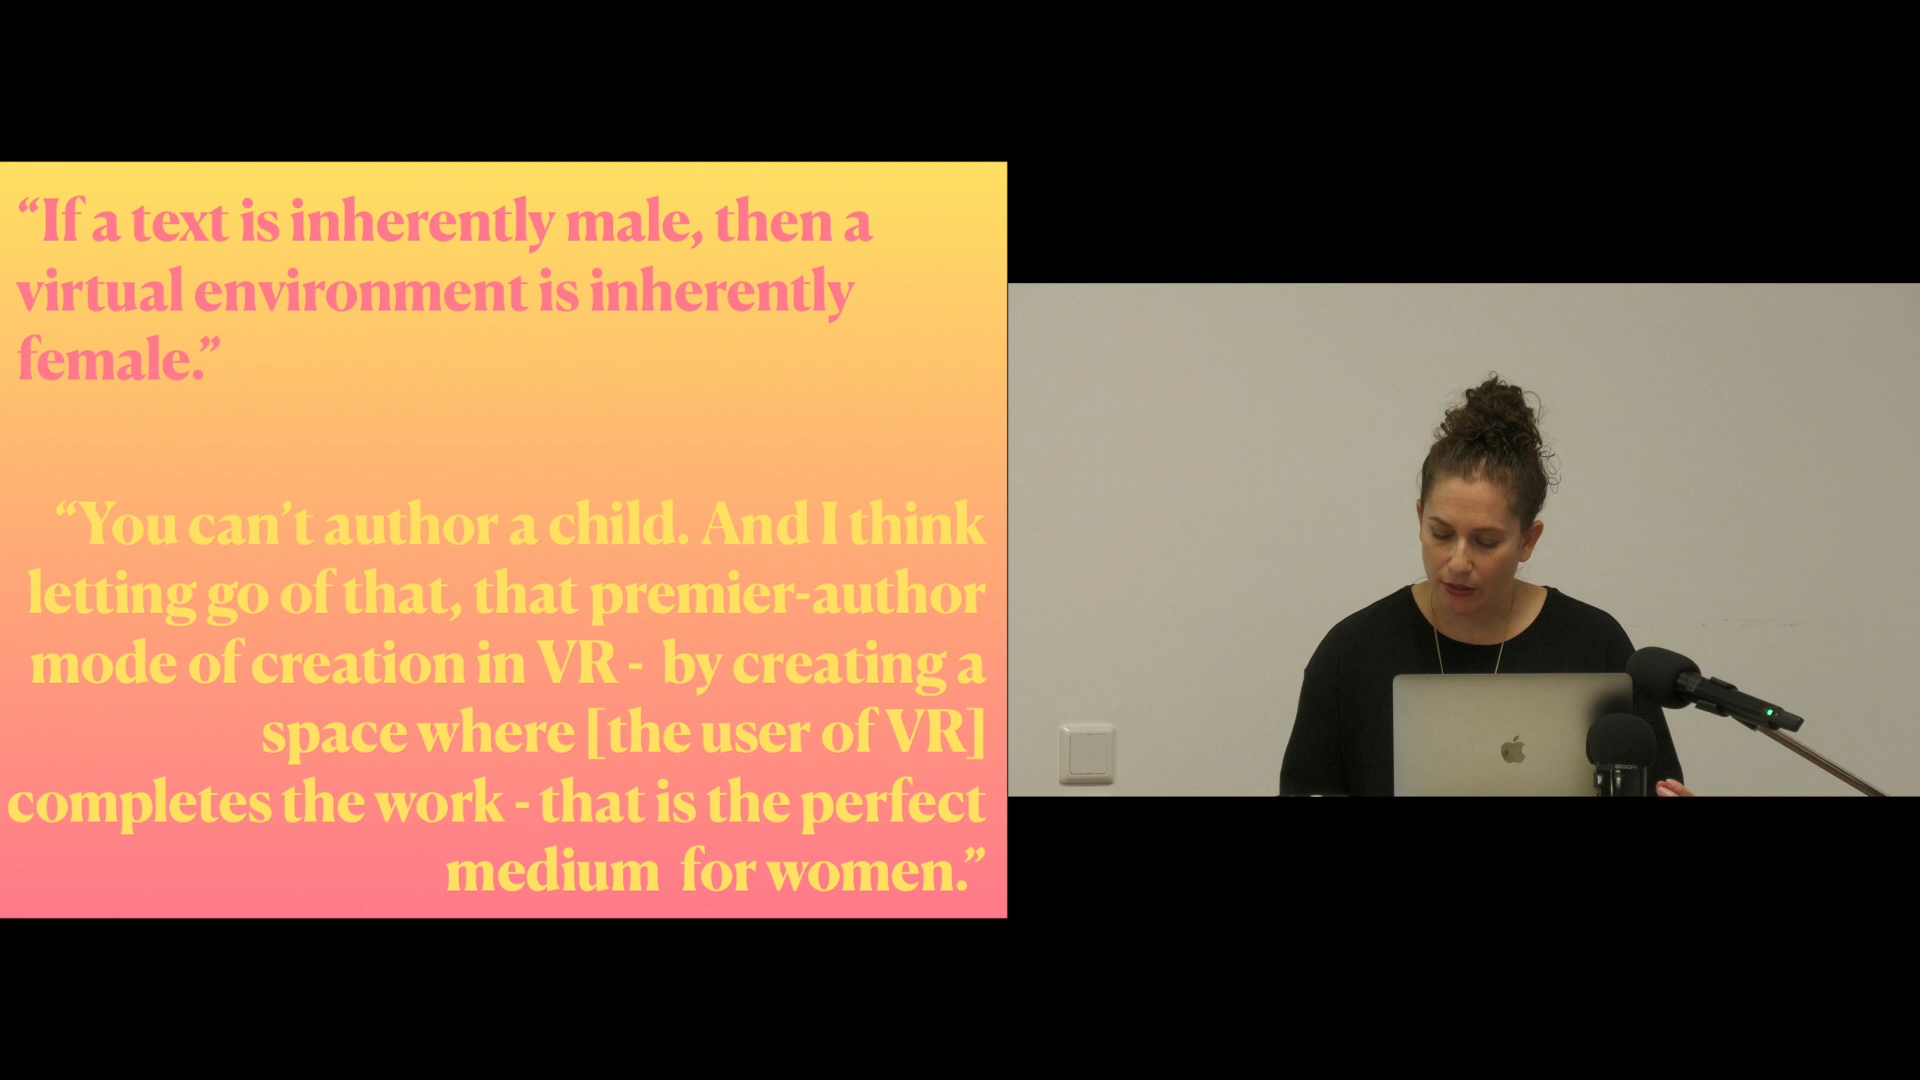 “If a text is inherently male, then a
virtual environment is inherently
female.”
“You can’t author a child. And I think
letting go of that, that premier-author
mode of creation in VR - by creating a
space where [the user of VR]
completes the work - that is the perfect
medium for women.”